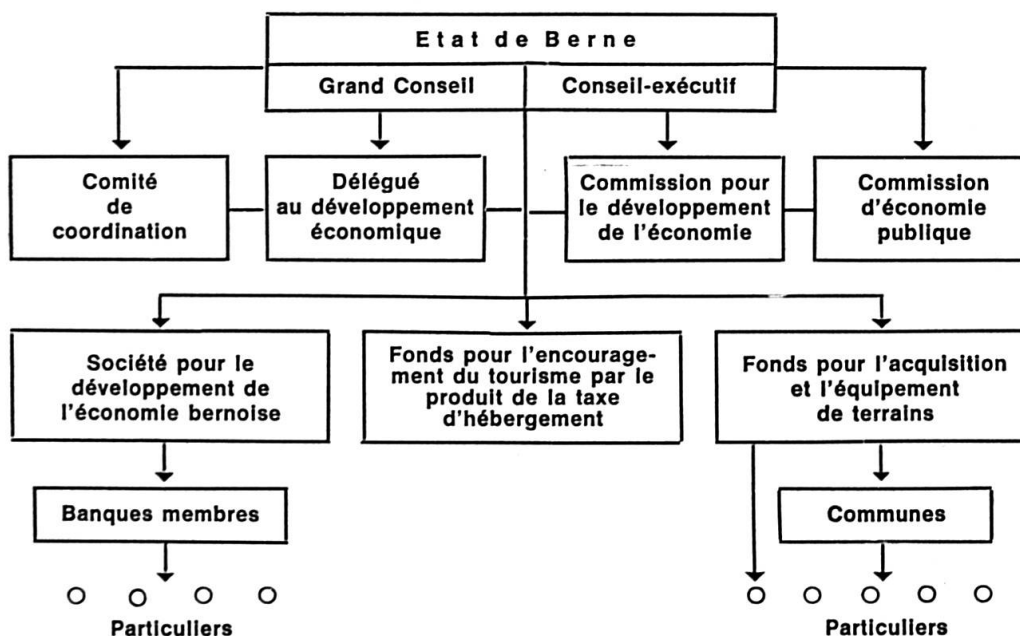 Etat de Berne
Grand Conseil
Conseil-exécutif
Comité
de
coordination
Délégué
au développement
économique
Commission pour
le développement
de l'économie
Commission
d'économie
publique
Société pour le
développement de
l'économie bernoise
Fonds pour l'encourage-
ment du tourisme par le
produit de la taxe
d'hébergement
Fonds pour l'acquisition
et l'équipement
de terrains
Banques membres
Communes
Particuliers
Particuliers